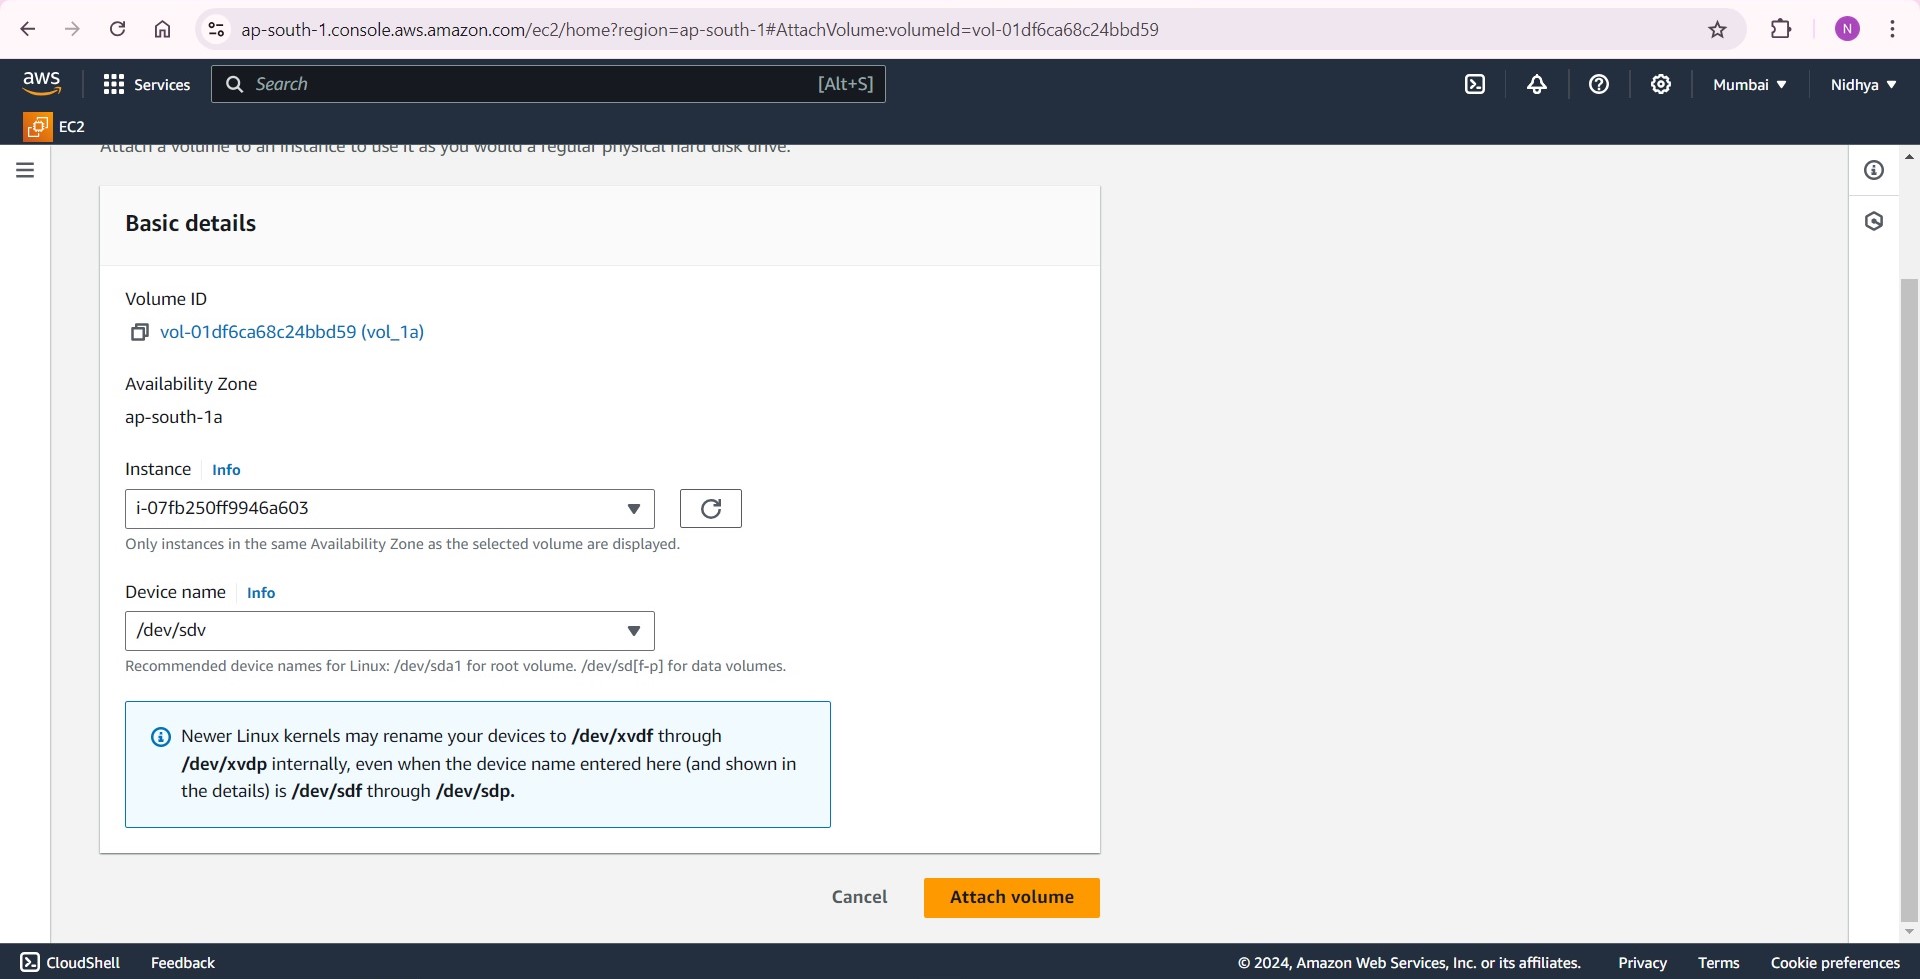 ap-south-1.console.aws.amazon.com/ec2/home?region=ap-south-1#AttachVolume:volumeId=vol-01df6ca68c24bbd59
N
aws
Services
Search
[Alt+S]
Mumbai
Nidhya
EC2
Attach a volume to an instance to use it as you would a regular physical hard disk drive.
Basic details
Volume ID
vol-01df6ca68c24bbd59 (vol_1a)
Availability Zone
ap-south-1a
Instance Info
i-07fb250ff9946a603
Only instances in the same Availability Zone as the selected volume are displayed.
Device name Info
/dev/sdv
Recommended device names for Linux: /dev/sda1 for root volume. /dev/sd[f-p] for data volumes.
Newer Linux kernels may rename your devices to /dev/xvdf through
/dev/xvdp internally, even when the device name entered here (and shown in
the details) is /dev/sdf through /dev/sdp.
Cancel
Attach volume
CloudShell
Feedback
© 2024, Amazon Web Services, Inc. or its affiliates.
Privacy
Terms
Cookie preferences